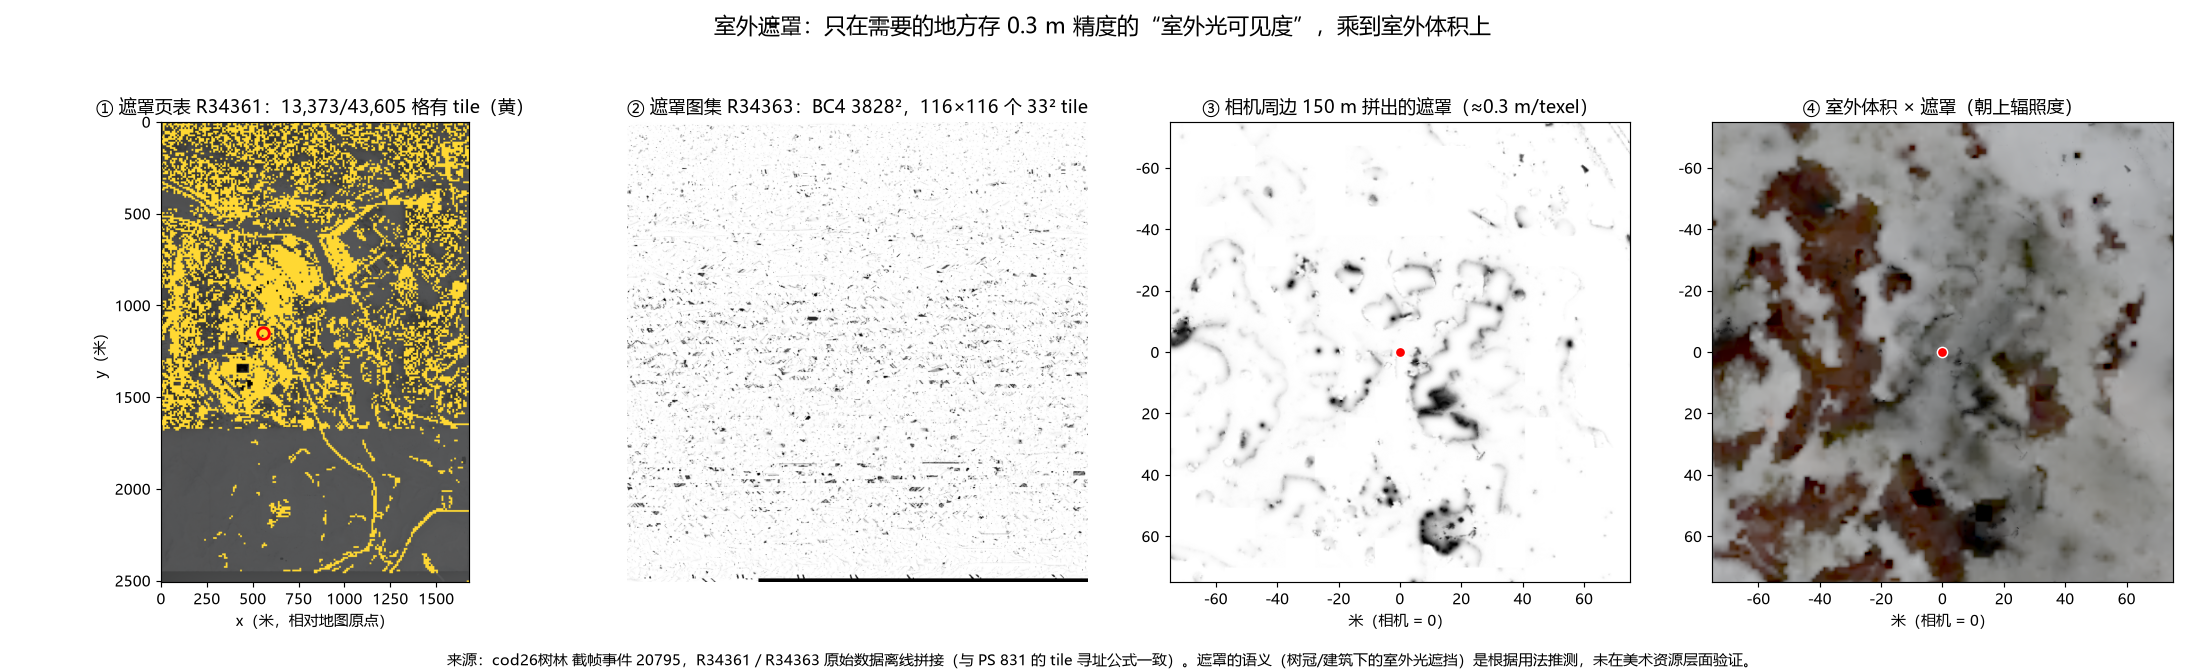 室外遮罩：只在需要的地方存 0.3 m 精度的“室外光可见度”，乘到室外体积上
① 遮罩页表 R34361：13,373/43,605 格有 tile（黄）
0
500
1000
1500
2000
2500
y（米）
0 250 500 750 1000 1250 1500
x（米，相对地图原点）
② 遮罩图集 R34363：BC4 3828²，116×116 个 33² tile
③ 相机周边 150 m 拼出的遮罩（≈0.3 m/texel）
-60
-40
-20
0
20
40
60
-60 -40 -20 0 20 40 60
米（相机 = 0）
④ 室外体积 × 遮罩（朝上辐照度）
-60
-40
-20
0
20
40
60
-60 -40 -20 0 20 40 60
米（相机 = 0）
来源：cod26树林 截帧事件 20795，R34361 / R34363 原始数据离线拼接（与 PS 831 的 tile 寻址公式一致）。遮罩的语义（树冠/建筑下的室外光遮挡）是根据用法推测，未在美术资源层面验证。